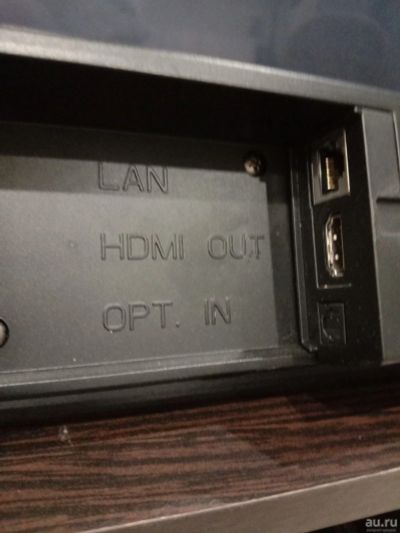 LAN
HDMI OUT
OPT. IN
au.ru